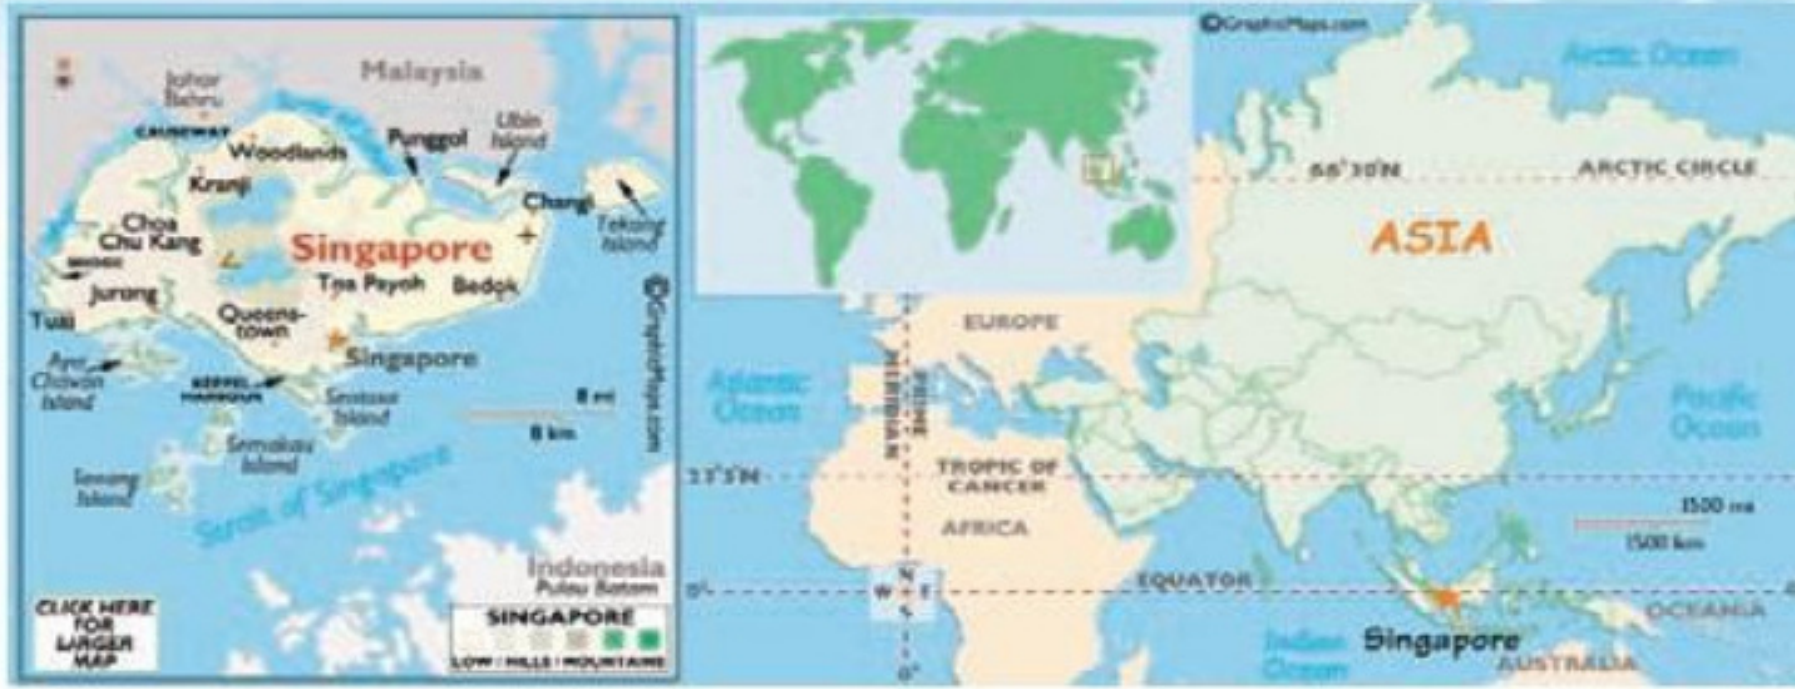 Malaysia
Johor
Bahru
CAUSEWAY
Woodlands
Punggol
Ubin
Island
Kranji
Changi
Tekong
Island
Choa
Chu Kang
Singapore
BRIDGE
Toa Payoh
Bedok
Jurong
Queens-
town
Tuas
Singapore
Ayer
Chawan
Island
KEPPEL
HARBOUR
Sentosa
Island
8 mi
8 km
Semakau
Island
Senang
Island
Strait of Singapore
©GraphicMaps.com
Indonesia
Pulau Batam
CLICK HERE
FOR
LARGER
MAP
SINGAPORE
LOW / HILLS / MOUNTAINS
©GraphicMaps.com
Arctic Ocean
66°30'N
ARCTIC CIRCLE
ASIA
EUROPE
Atlantic
Ocean
PRIME
MERIDIAN
Pacific
Ocean
TROPIC OF
CANCER
AFRICA
1500 mi
1500 km
N
W E
S
0°
EQUATOR
OCEANIA
Indian
Ocean
Singapore
AUSTRALIA
0°